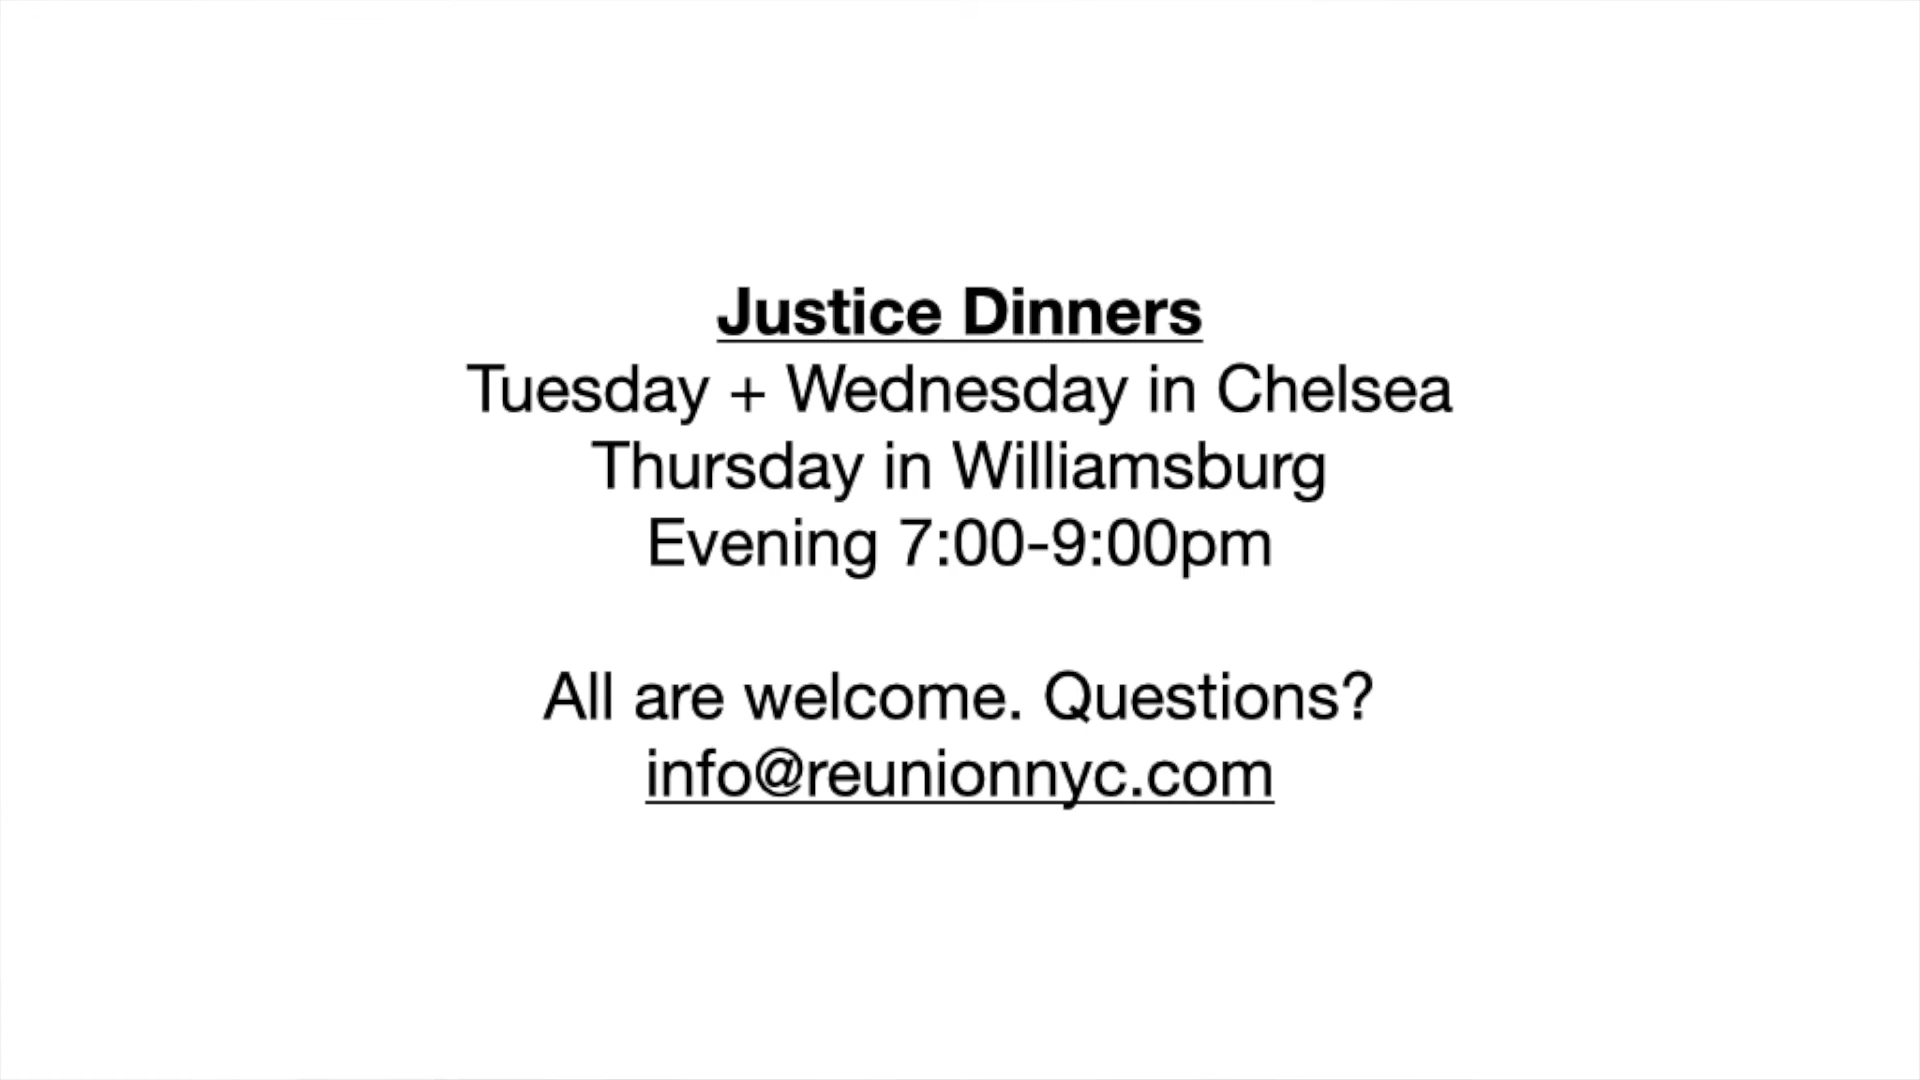 Justice Dinners
Tuesday + Wednesday in Chelsea
Thursday in Williamsburg
Evening 7:00-9:00pm
All are welcome. Questions?
info@reunionnyc.com